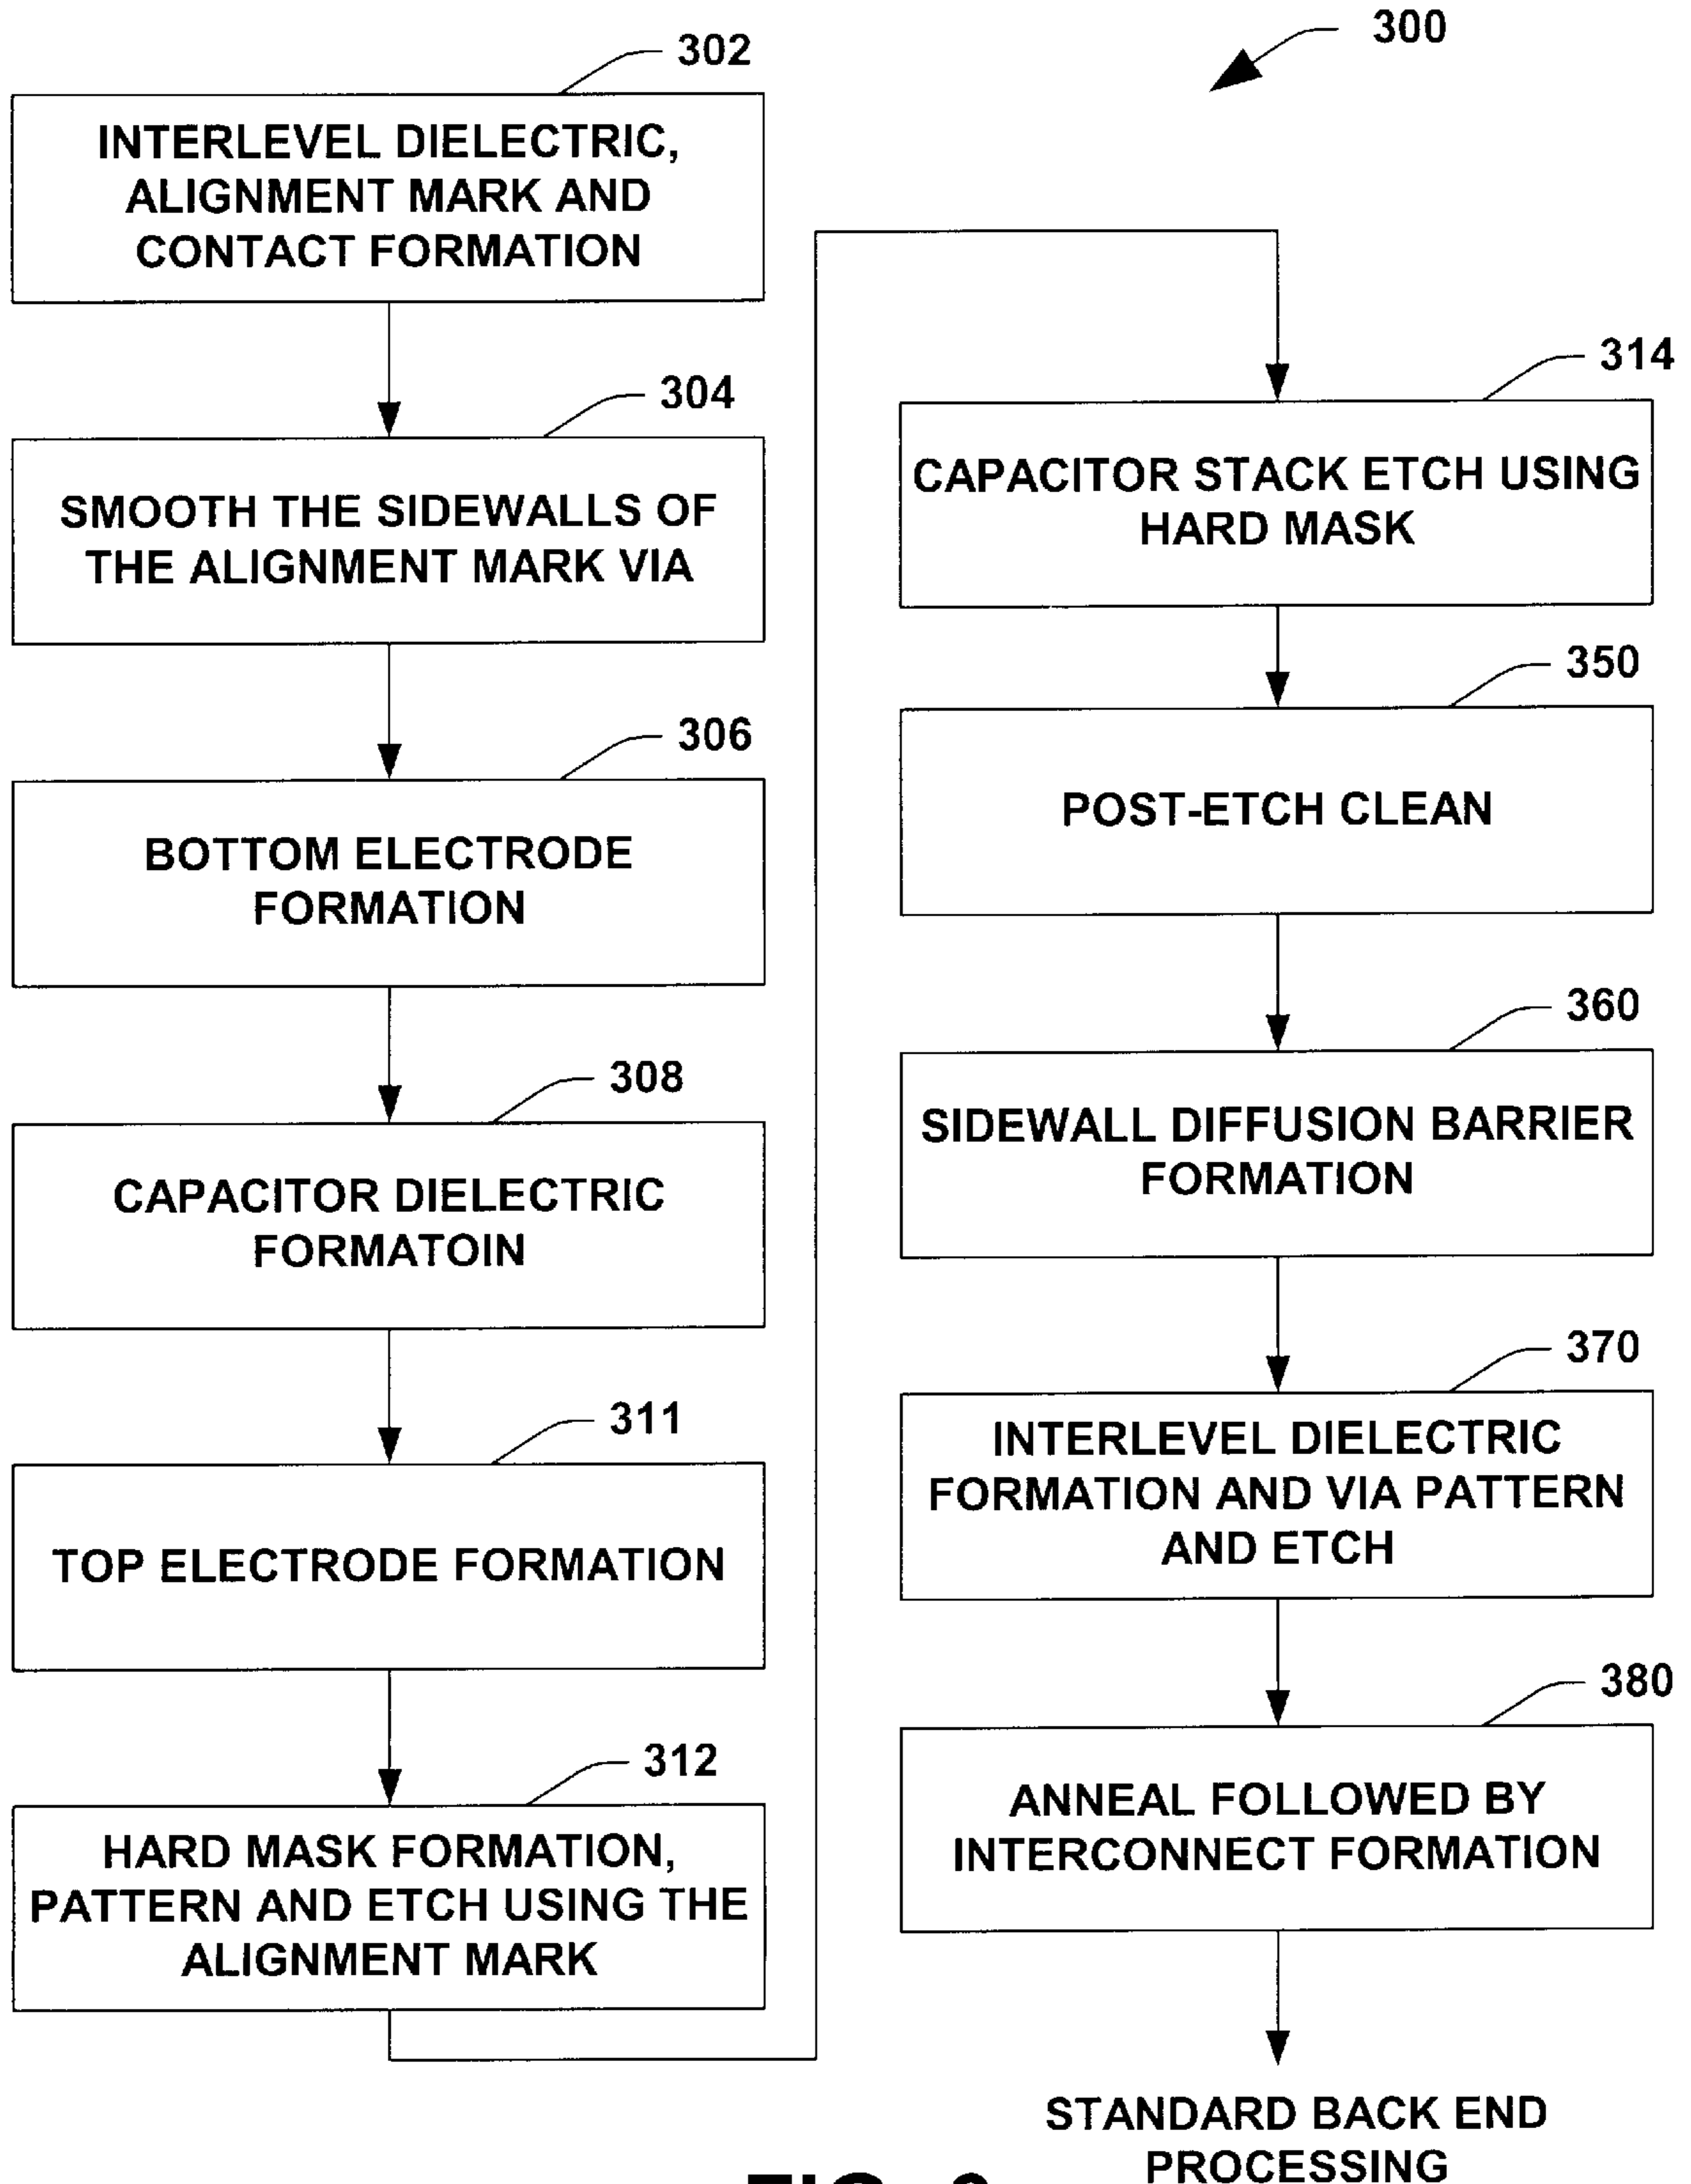 300
302
INTERLEVEL DIELECTRIC,
ALIGNMENT MARK AND
CONTACT FORMATION
304
SMOOTH THE SIDEWALLS OF
THE ALIGNMENT MARK VIA
306
BOTTOM ELECTRODE
FORMATION
308
CAPACITOR DIELECTRIC
FORMATOIN
311
TOP ELECTRODE FORMATION
312
HARD MASK FORMATION,
PATTERN AND ETCH USING THE
ALIGNMENT MARK
314
CAPACITOR STACK ETCH USING
HARD MASK
350
POST-ETCH CLEAN
360
SIDEWALL DIFFUSION BARRIER
FORMATION
370
INTERLEVEL DIELECTRIC
FORMATION AND VIA PATTERN
AND ETCH
380
ANNEAL FOLLOWED BY
INTERCONNECT FORMATION
STANDARD BACK END
PROCESSING